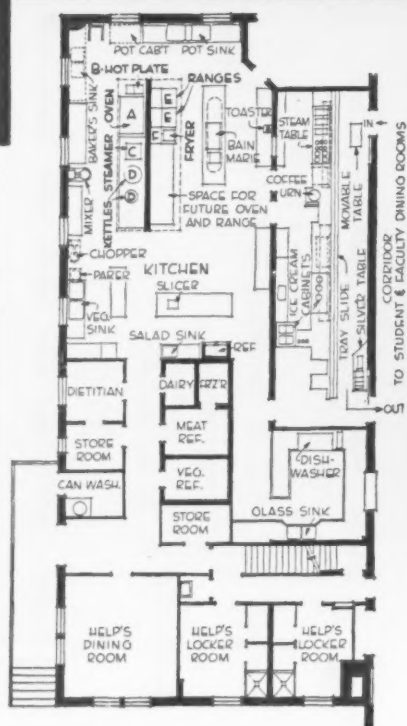 POT CAB'T
POT SINK
B-HOT PLATE
RANGES
BAKER'S SINK
OVEN
A
E
E
E
E
TOASTER
STEAM
TABLE
IN
STEAMER
C
FRYER
BAIN
MARIE
KETTLES
D
D
MIXER
COFFEE
URN
MOVABLE
TABLE
SPACE FOR
FUTURE OVEN
AND RANGE
CHOPPER
PARER
KITCHEN
SLICER
VEG.
SINK
ICE CREAM
CABINETS
TRAY SLIDE
SILVER TABLE
CORRIDOR
TO STUDENT & FACULTY DINING ROOMS
SALAD SINK
REF.
OUT
DIETITIAN
DAIRY
FRZ'R
MEAT
REF.
STORE
ROOM
VEG.
REF.
DISH-
WASHER
CAN WASH.
STORE
ROOM
GLASS SINK
HELP'S
DINING
ROOM
HELP'S
LOCKER
ROOM
HELP'S
LOCKER
ROOM